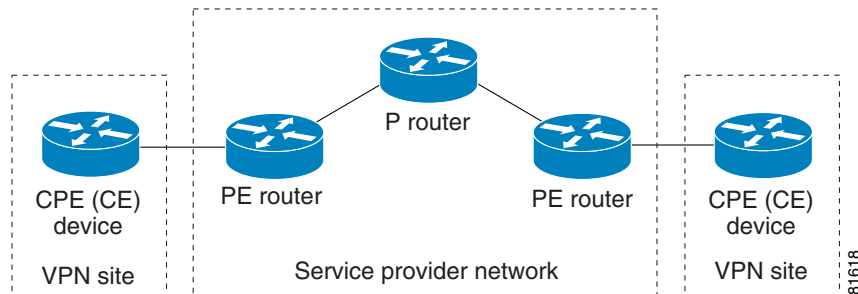 P router
PE router
PE router
CPE (CE)
device
CPE (CE)
device
VPN site
Service provider network
VPN site
81618